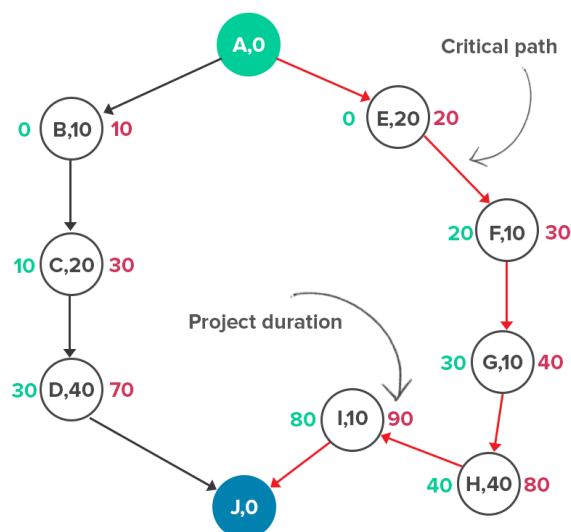 A,0
Critical path
0 E,20 20
0 B,10 10
20 F,10 30
10 C,20 30
Project duration
30 G,10 40
30 D,40 70
80 I,10 90
40 H,40 80
J,0